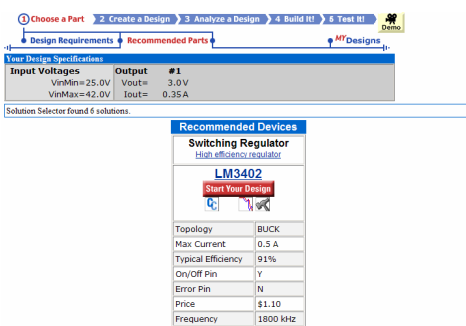 1 Choose a Part 2 Create a Design 3 Analyze a Design 4 Build It! 5 Test It! Demo
Design Requirements Recommended Parts MY Designs
Your Design Specifications
Input Voltages Output #1
VinMin=25.0V Vout= 3.0 V
VinMax=42.0V Iout= 0.35 A
Solution Selector found 6 solutions.
Recommended Devices
Switching Regulator
High efficiency regulator
LM3402
Start Your Design
Topology BUCK
Max Current 0.5 A
Typical Efficiency 91%
On/Off Pin Y
Error Pin N
Price $1.10
Frequency 1800 kHz